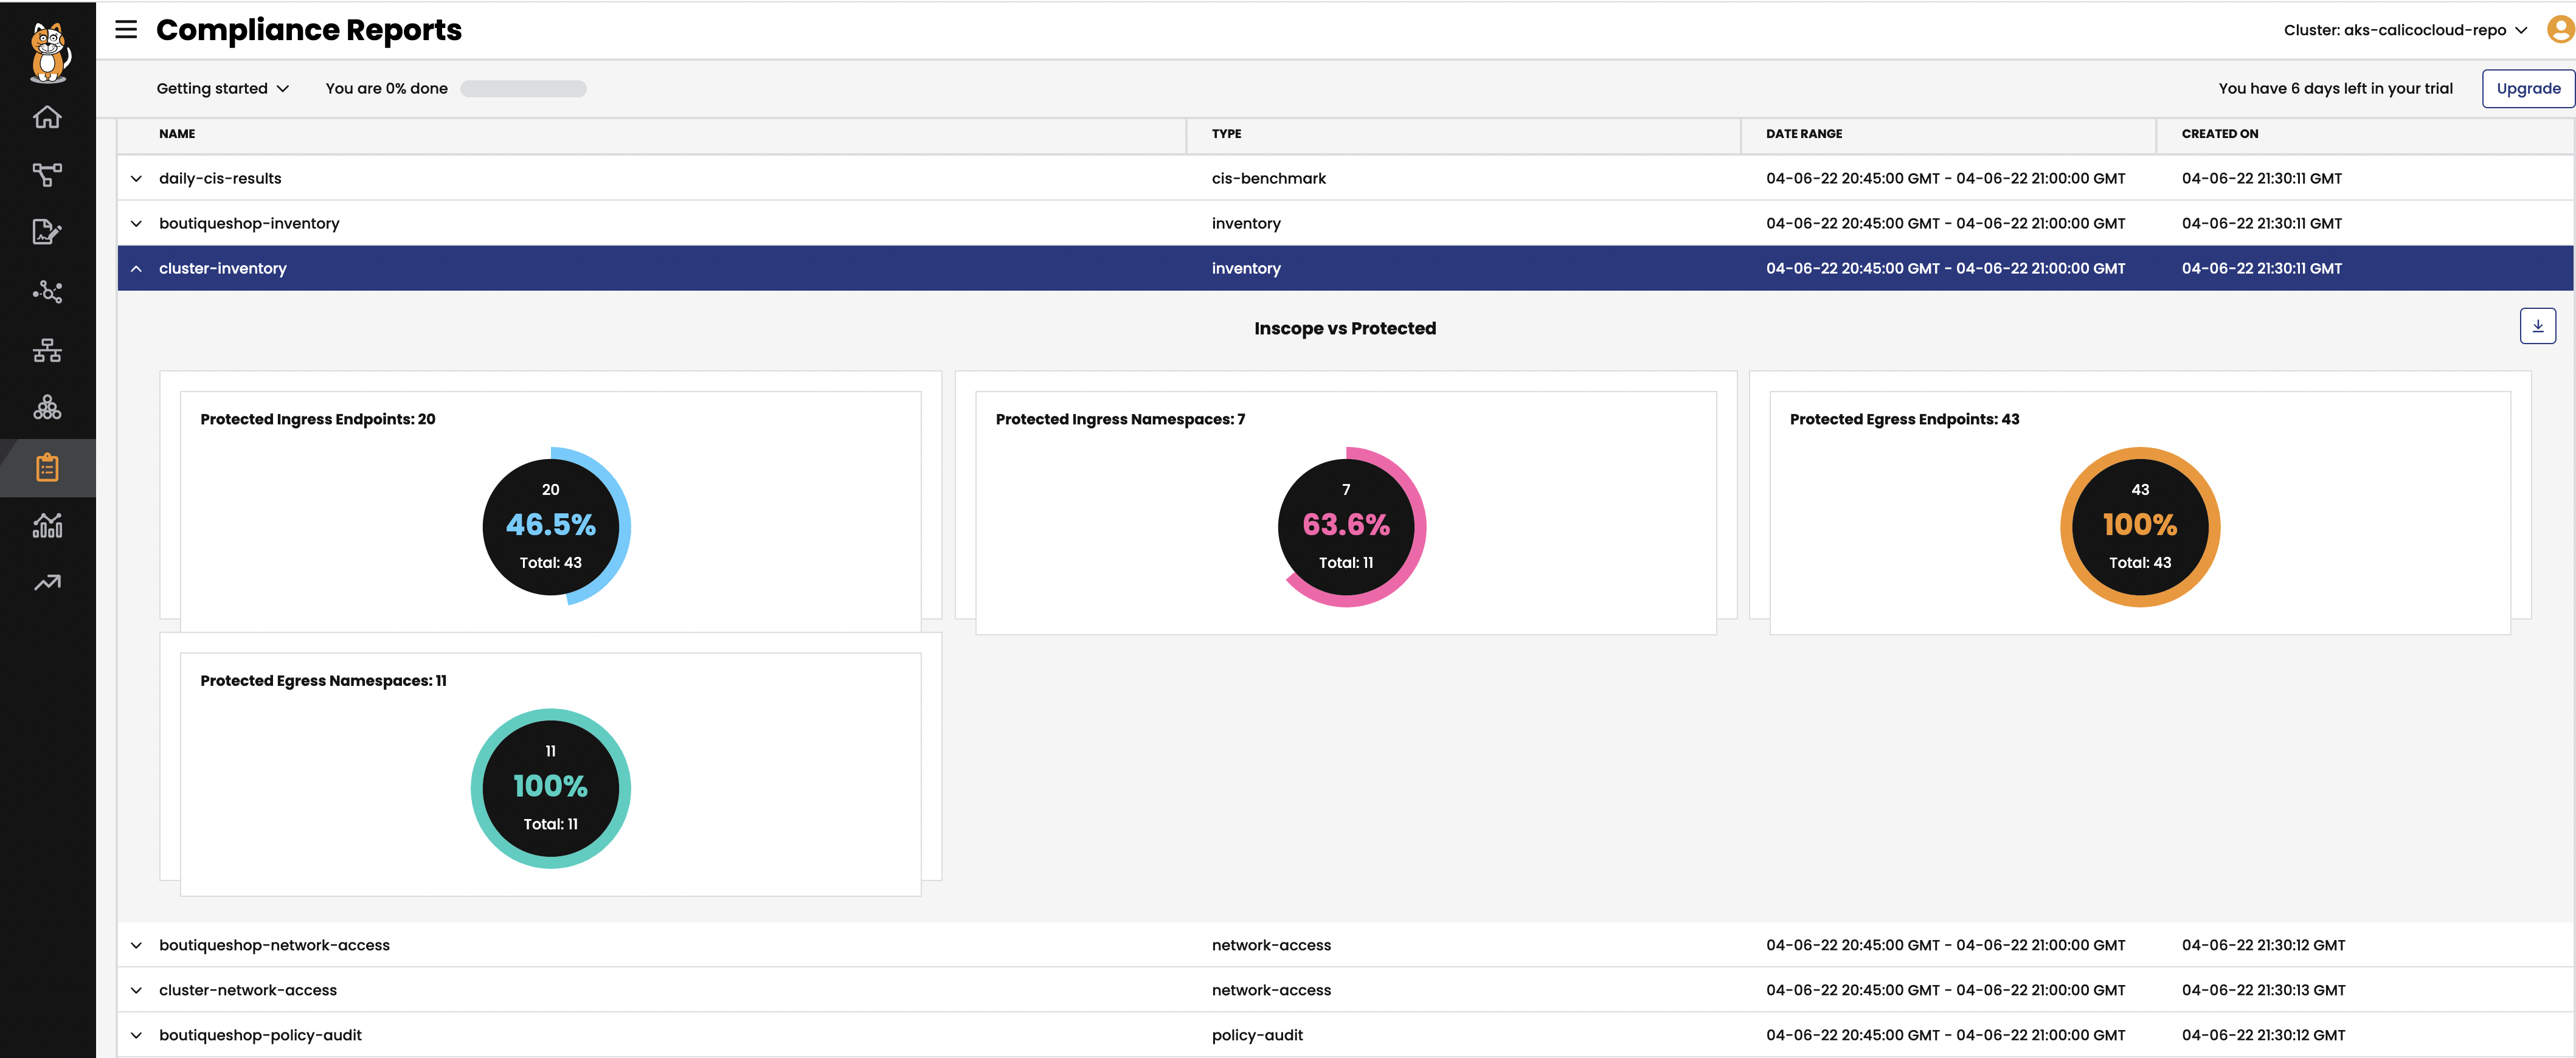 Compliance Reports
Cluster: aks-calicocloud-repo
Getting started
You are 0% done
You have 6 days left in your trial
Upgrade
NAME TYPE DATE RANGE CREATED ON
daily-cis-results cis-benchmark 04-06-22 20:45:00 GMT - 04-06-22 21:00:00 GMT 04-06-22 21:30:11 GMT
boutiqueshop-inventory inventory 04-06-22 20:45:00 GMT - 04-06-22 21:00:00 GMT 04-06-22 21:30:11 GMT
cluster-inventory inventory 04-06-22 20:45:00 GMT - 04-06-22 21:00:00 GMT 04-06-22 21:30:11 GMT
Inscope vs Protected
Protected Ingress Endpoints: 20
20
46.5%
Total: 43
Protected Ingress Namespaces: 7
7
63.6%
Total: 11
Protected Egress Endpoints: 43
43
100%
Total: 43
Protected Egress Namespaces: 11
11
100%
Total: 11
boutiqueshop-network-access network-access 04-06-22 20:45:00 GMT - 04-06-22 21:00:00 GMT 04-06-22 21:30:12 GMT
cluster-network-access network-access 04-06-22 20:45:00 GMT - 04-06-22 21:00:00 GMT 04-06-22 21:30:13 GMT
boutiqueshop-policy-audit policy-audit 04-06-22 20:45:00 GMT - 04-06-22 21:00:00 GMT 04-06-22 21:30:12 GMT